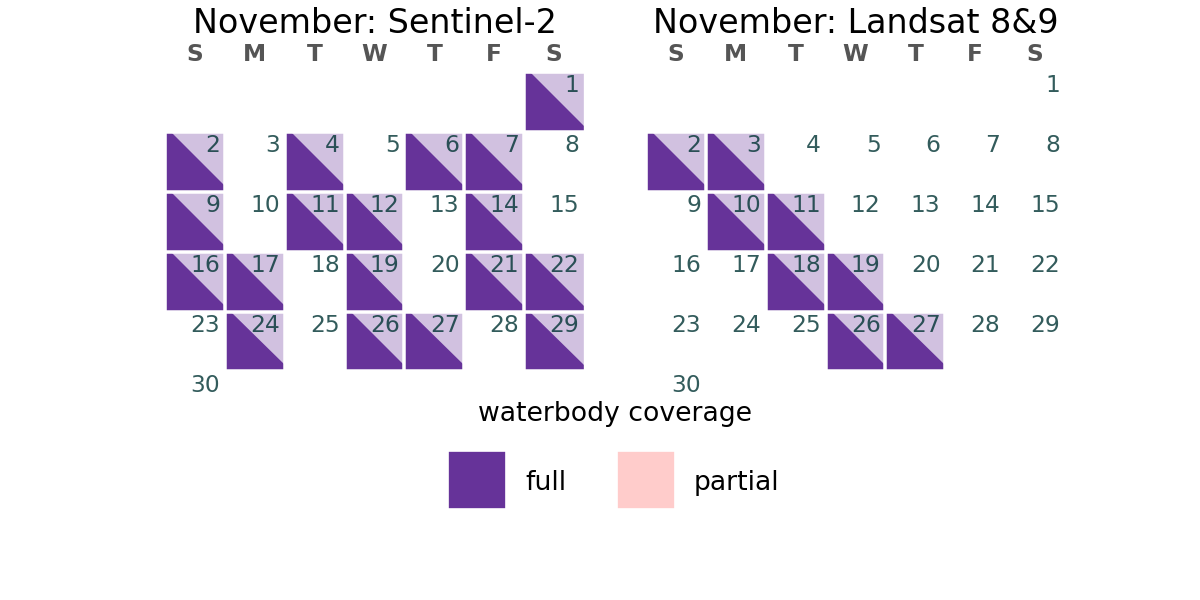 November: Sentinel-2
S M T W T F S
1
2 3 4 5 6 7 8
9 10 11 12 13 14 15
16 17 18 19 20 21 22
23 24 25 26 27 28 29
30
November: Landsat 8&9
S M T W T F S
1
2 3 4 5 6 7 8
9 10 11 12 13 14 15
16 17 18 19 20 21 22
23 24 25 26 27 28 29
30
waterbody coverage
full partial